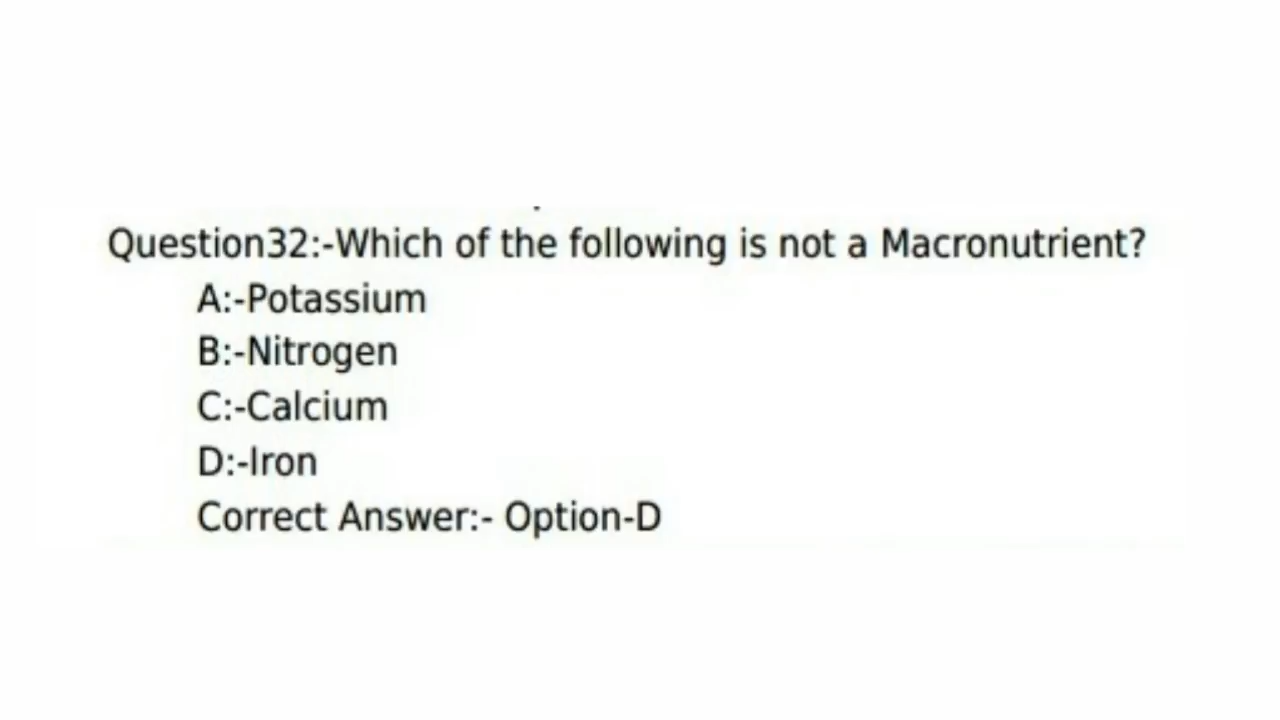 Question32:-Which of the following is not a Macronutrient?
A:-Potassium
B:-Nitrogen
C:-Calcium
D:-Iron
Correct Answer:- Option-D